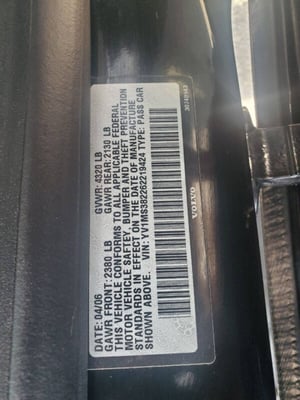 DATE: 04/06 GVWR: 4320 LB
GAWR FRONT: 2380 LB GAWR REAR: 2130 LB
THIS VEHICLE CONFORMS TO ALL APPLICABLE FEDERAL
MOTOR VEHICLE SAFTEY, BUMPER AND THEFT PREVENTION
STANDARDS IN EFFECT ON THE DATE OF MANUFACTURE
SHOWN ABOVE. VIN: YV1MS382262219424 TYPE: PASS CAR
VOLVO